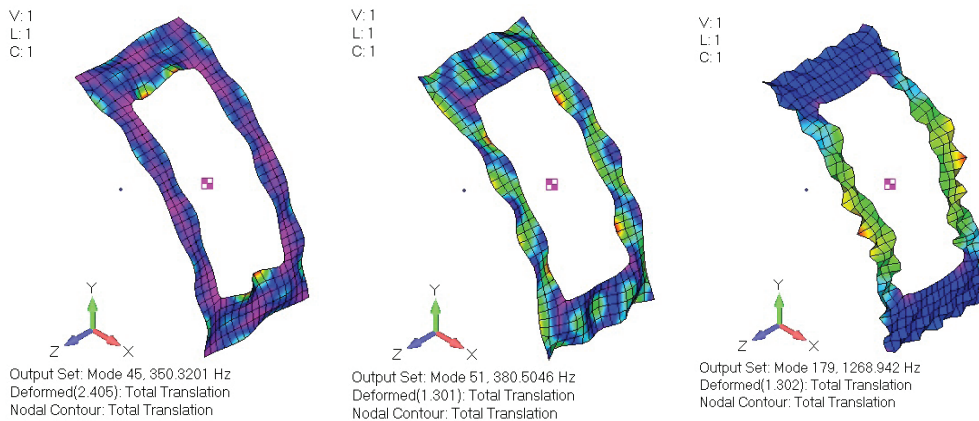 V: 1
L: 1
C: 1
Y
Z
X
Output Set: Mode 45, 350.3201 Hz
Deformed(2.405): Total Translation
Nodal Contour: Total Translation
V: 1
L: 1
C: 1
Y
Z
X
Output Set: Mode 51, 380.5046 Hz
Deformed(1.301): Total Translation
Nodal Contour: Total Translation
V: 1
L: 1
C: 1
Y
Z
X
Output Set: Mode 179, 1268.942 Hz
Deformed(1.302): Total Translation
Nodal Contour: Total Translation